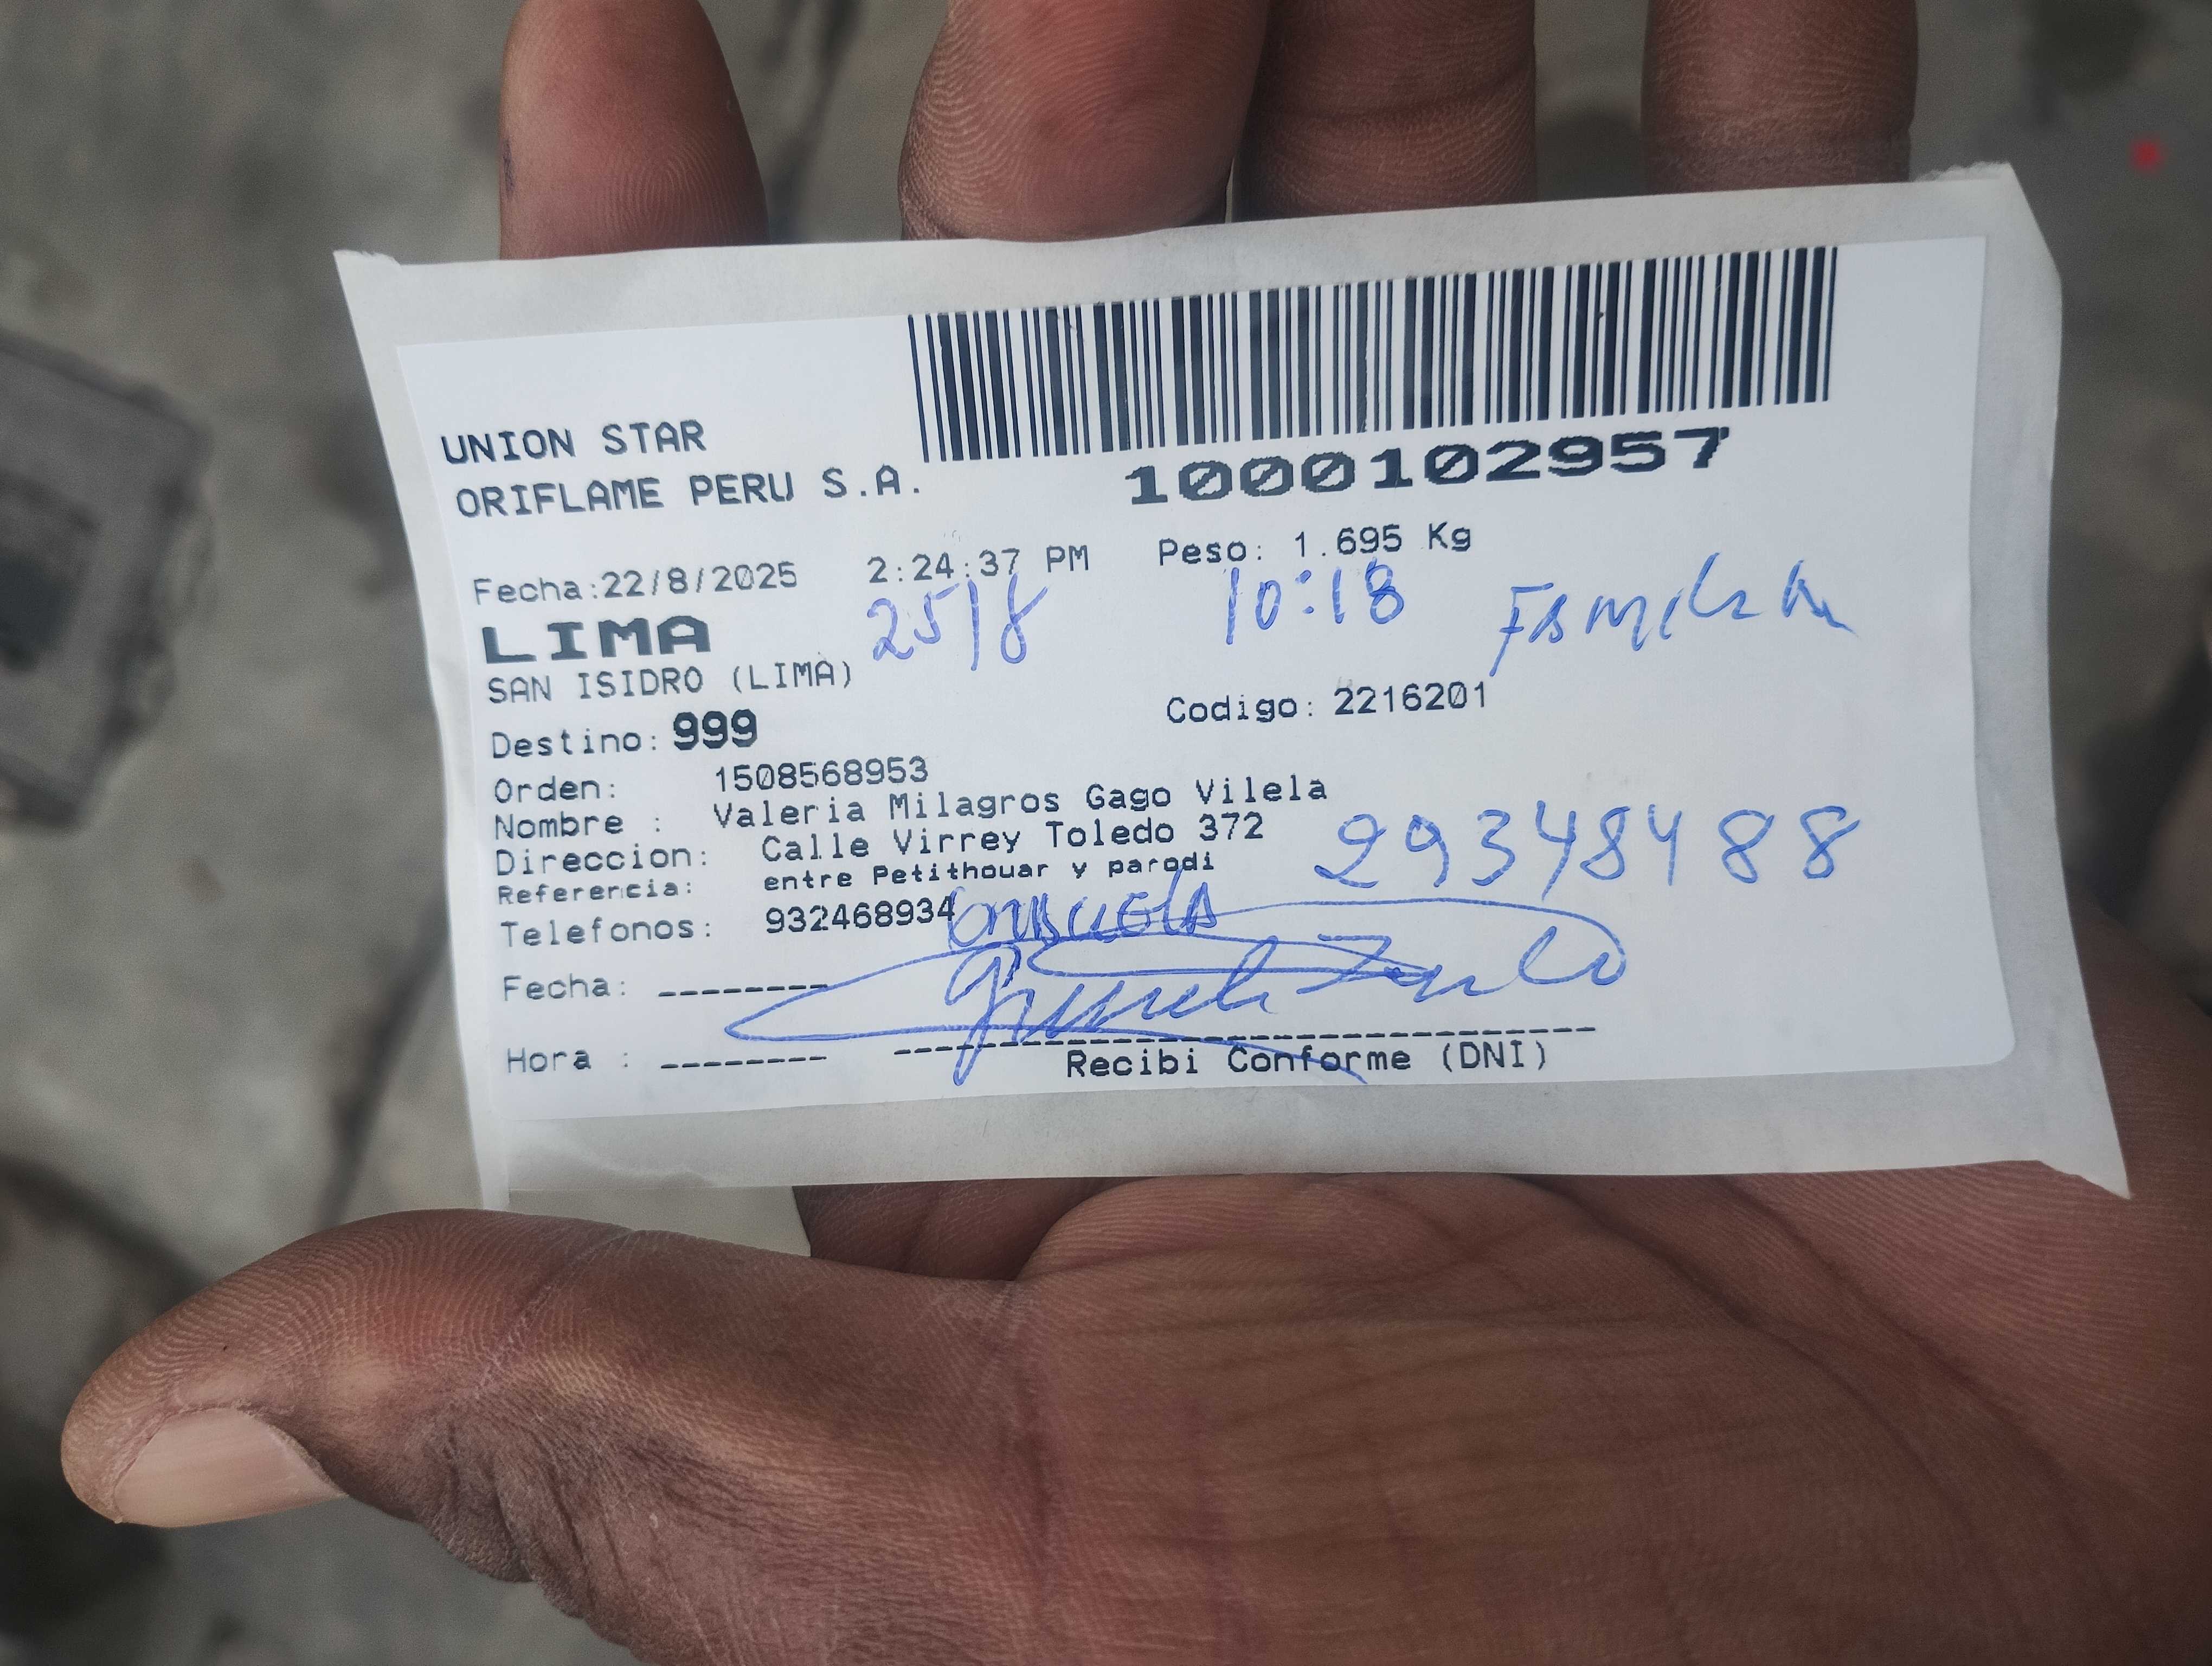 UNION STAR
ORIFLAME PERU S.A.
1000102957
Fecha:22/8/2025 2:24:37 PM Peso: 1.695 Kg
25/8 10:18
LIMA
SAN ISIDRO (LIMA)
Destino: 999 Codigo: 2216201
Orden: 1508568953
Nombre : Valeria Milagros Gago Vilela
Direccion: Calle Virrey Toledo 372
Referencia: entre Petithouar y parodi
29348488
Telefonos: 932468934
Fecha: --------
Hora : --------
Recibi Conforme (DNI)